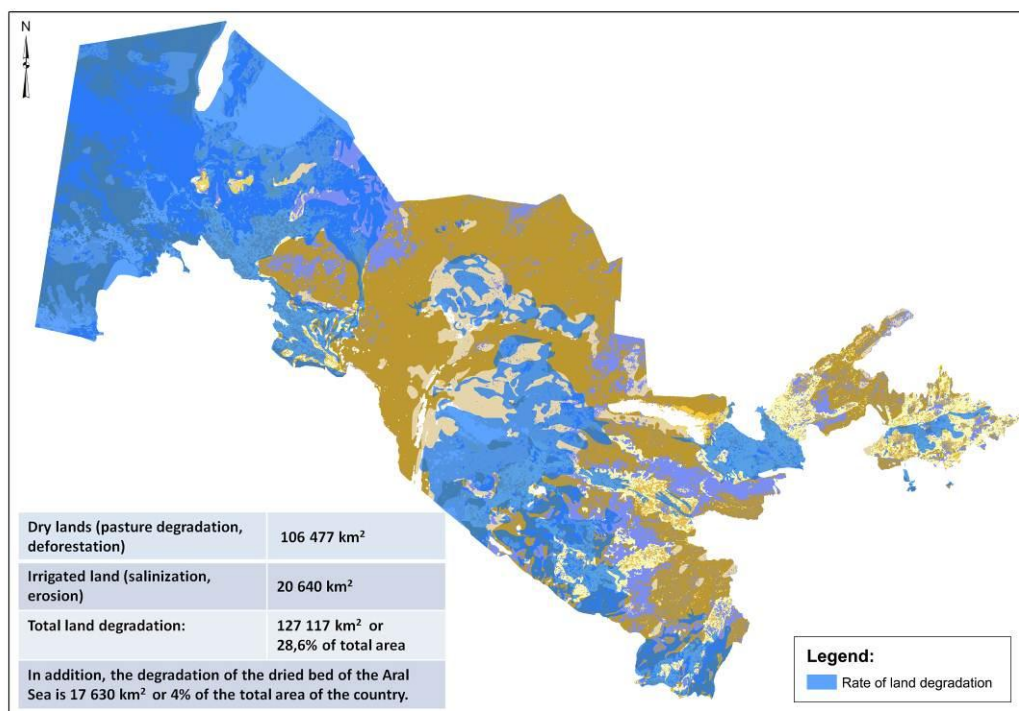 N
Dry lands (pasture degradation,
deforestation)
106 477 km²
Irrigated land (salinization,
erosion)
20 640 km²
Total land degradation:
127 117 km² or
28,6% of total area
In addition, the degradation of the dried bed of the Aral
Sea is 17 630 km² or 4% of the total area of the country.
Legend:
Rate of land degradation